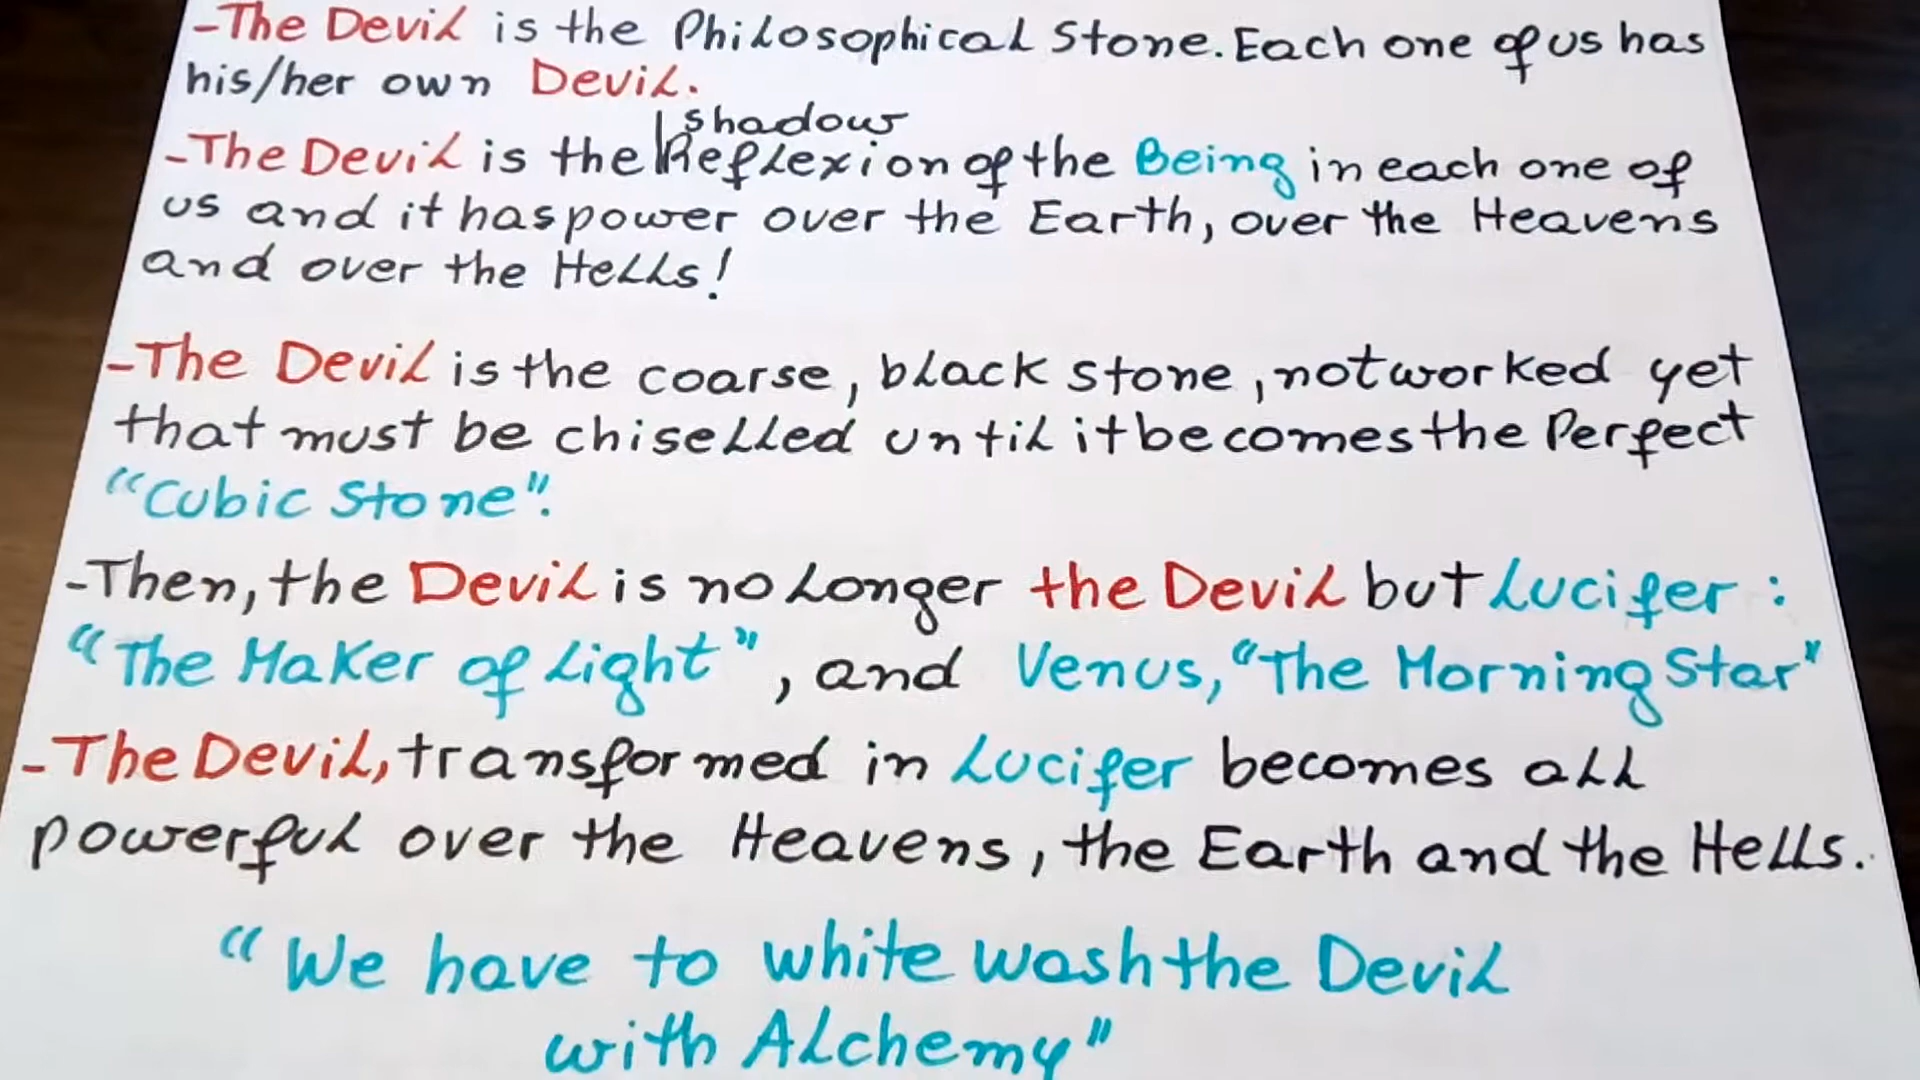 -The Devil is the Philosophical Stone. Each one of us has
his/her own Devil.
shadow
-The Devil is the Reflexion of the Being in each one of
us and it has power over the Earth, over the Heavens
and over the Hells!
-The Devil is the coarse, black stone, not worked yet
that must be chiselled until it becomes the Perfect
"Cubic Stone".
-Then, the Devil is no longer the Devil but Lucifer:
"The Maker of Light", and Venus, "The Morning Star"
-The Devil, transformed in Lucifer becomes all
powerful over the Heavens, the Earth and the Hells.
"We have to white wash the Devil
with Alchemy"